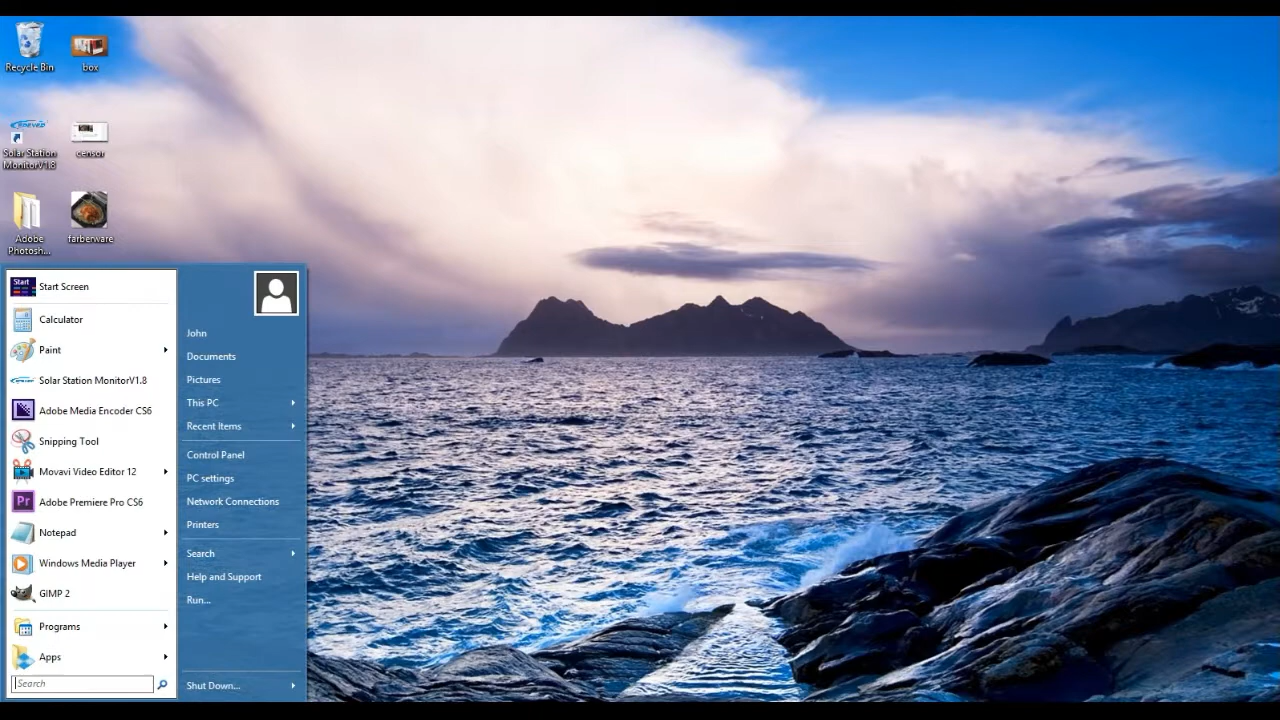 Recycle Bin
box
Solar Station
MonitorV1.8
censor
Adobe
Photosh...
farberware
Start
Start Screen
Calculator
Paint
Solar Station MonitorV1.8
Adobe Media Encoder CS6
Snipping Tool
Movavi Video Editor 12
Pr
Adobe Premiere Pro CS6
Notepad
Windows Media Player
GIMP 2
Programs
Apps
Search
John
Documents
Pictures
This PC
Recent Items
Control Panel
PC settings
Network Connections
Printers
Search
Help and Support
Run...
Shut Down...